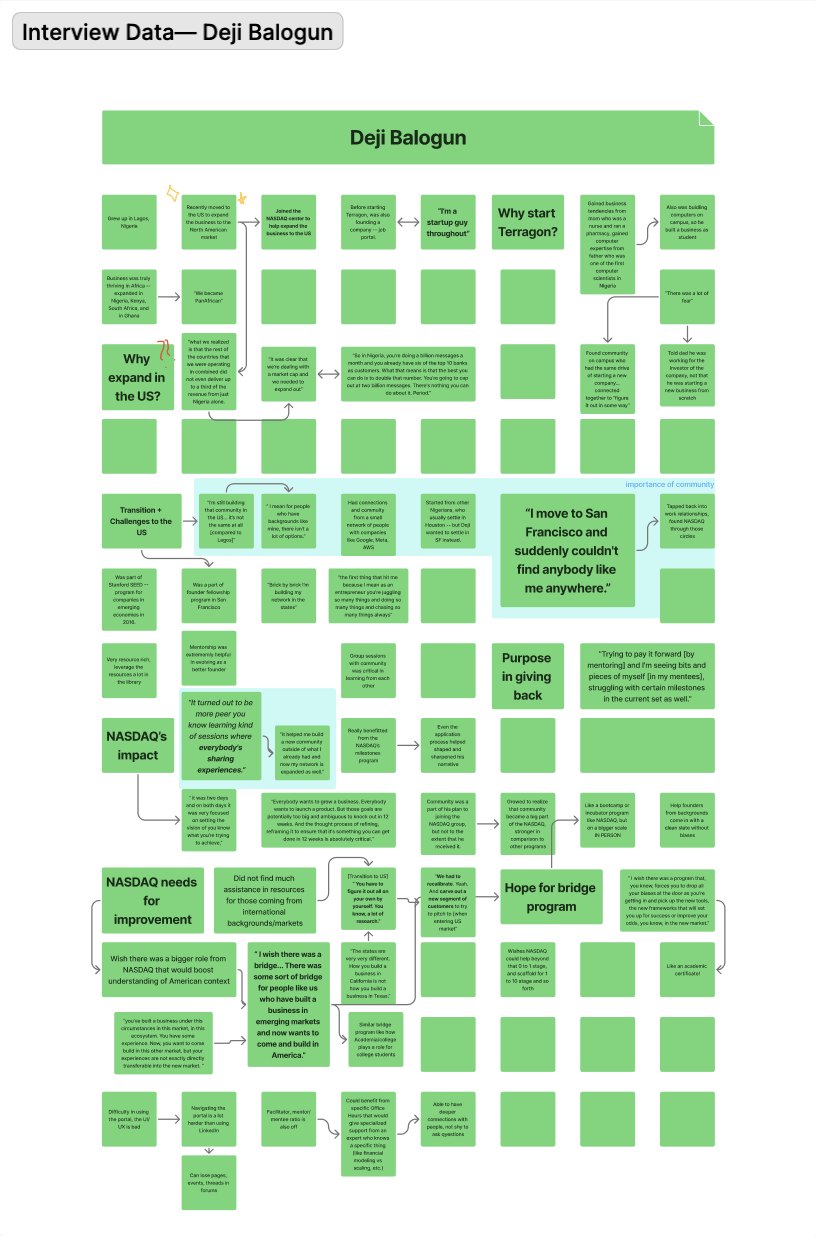 Interview Data— Deji Balogun
Deji Balogun
Grew up in Lagos,
Nigeria
Recently moved to
the US to expand
the business to the
North American
market
Joined the
NASDAQ center to
help expand the
business to the US
Before starting
Terragon, was also
founding a
company -- job
portal.
"I'm a
startup guy
throughout"
Why start
Terragon?
Gained business
tendencies from
mom who was a
nurse and ran a
pharmacy, gained
computer
expertise from
father who was
one of the first
computer
scientists in
Nigeria
Also was buidling
computers on
campus, so he
built a business as
student
Business was truly
thriving in Africa --
expanded in
Nigeria, Kenya,
South Africa, and
in Ghana
"We became
PanAfrican"
"There was a lot of
fear"
Why
expand in
the US?
"what we realized
is that the rest of
the countries that
we were operating
in combined did
not even deliver up
to a third of the
revenue from just
Nigeria alone.
"It was clear that
we're dealing with
a market cap and
we needed to
expand out"
"So in Nigeria, you're doing a billion messages a
month and you already have six of the top 10 banks
as customers. What that means is that the best you
can do is to double that number. You're going to cap
out at two billion messages. There's nothing you can
do about it. Period."
Found community
on campus who
had the same drive
of starting a new
company...
connected
together to "figure
it out in some way"
Told dad he was
working for the
investor of the
company, not that
he was starting a
new business from
scratch
importance of community
Transition +
Challenges to the
US
"I'm still building
that community in
the US... it's not
the same at all
[compared to
Lagos]"
" I mean for people
who have
backgrounds like
mine, there isn't a
lot of options."
Had connections
and commuity
from a small
network of people
with companies
like Google, Meta,
AWS
Started from other
Nigerians, who
usually settle in
Houston -- but Deji
wanted to settle in
SF instead.
"I move to San
Francisco and
suddenly couldn't
find anybody like
me anywhere."
Tapped back into
work relationships,
found NASDAQ
through those
circles
Was part of
Stanford SEED --
program for
companies in
emerging
economies in
2016.
Was a part of
founder fellowship
program in San
Francisco
"Brick by brick I'm
building my
network in the
states"
"the first thing that hit me
because I mean as an
entrepreneur you're juggling
so many things and doing so
many things and chasing so
many things always"
Very resource rich,
leverage the
resources a lot in
the library
Mentorship was
extrememly helpful
in evolving as a
better founder
Group sessions
with community
was critical in
learning from each
other
Purpose
in giving
back
"Trying to pay it forward [by
mentoring] and I'm seeing bits and
pieces of myself [in my mentees],
struggling with certain milestones
in the current set as well."
NASDAQ's
impact
"It turned out to be
more peer you
know learning kind
of sessions where
everybody's
sharing
experiences."
"it helped me build
a new community
outside of what I
already had and
now my network is
expanded as well."
Really benefitted
from the
NASDAQ's
milestones
program
Even the
application
process helped
shaped and
sharpened his
narrative
"it was two days
and on both days it
was very focused
on setting the
vision of you know
what you're trying
to achieve."
"Everybody wants to grow a business. Everybody
wants to launch a product. But those goals are
potentially too big and ambiguous to knock out in 12
weeks. And the thought process of refining,
reframing it to ensure that it's something you can get
done in 12 weeks is absolutely critical."
Community was a
part of his plan to
joining the
NASDAQ group,
but not to the
extent that he
received it.
Growed to realize
that community
became a big part
of the NASDAQ,
stronger in
comparison to
other programs
Like a bootcamp or
incubator program
like NASDAQ, but
on a bigger scale
IN PERSON
Help founders from
backgrounds
come in with a
clean slate without
biases
NASDAQ needs
for
improvement
Did not find much
assistance in resources
for those coming from
international
backgrounds/markets
[Transition to US]
" You have to
figure it out all on
your own by
yourself. You
know, a lot of
research."
"We had to
recalibrate. Yeah.
And carve out a
new segment of
customers to try
to pitch to [when
entering US
market"
Hope for bridge
program
" I wish there was a program that,
you know, forces you to drop all
your biases at the door as you're
getting in and pick up the new tools,
the new frameworks that will set
you up for success or improve your
odds, you know, in the new market."
Wish there was a bigger role from
NASDAQ that would boost
understanding of American context
" I wish there was a
bridge... There was
some sort of bridge
for people like us
who have built a
business in
emerging markets
and now wants to
come and build in
America."
"The states are
very very different.
How you build a
business in
California is not
how you build a
business in Texas."
Wishes NASDAQ
could help beyond
that 0 to 1 stage,
and scaffold for 1
to 10 stage and so
forth
Like an academic
certificate!
"you've built a business under this
circumstances in this market, in this
ecosystem. You have some
experience. Now, you want to come
build in this other market, but your
experiences are not exactly directly
transferable into the new market. "
Similar bridge
program like how
Academia/college
plays a role for
college students
Difficulty in using
the portal, the UI/
UX is bad
Navigating the
portal is a lot
harder than using
LinkedIn
Facilitator, mentor/
mentee ratio is
also off
Could benefit from
specific Office
Hours that would
give specialized
support from an
expert who knows
a specific thing
(like financial
modeling vs
scaling, etc.)
Able to have
deeper
connections with
people, not shy to
ask questions
Can lose pages,
events, threads in
forums